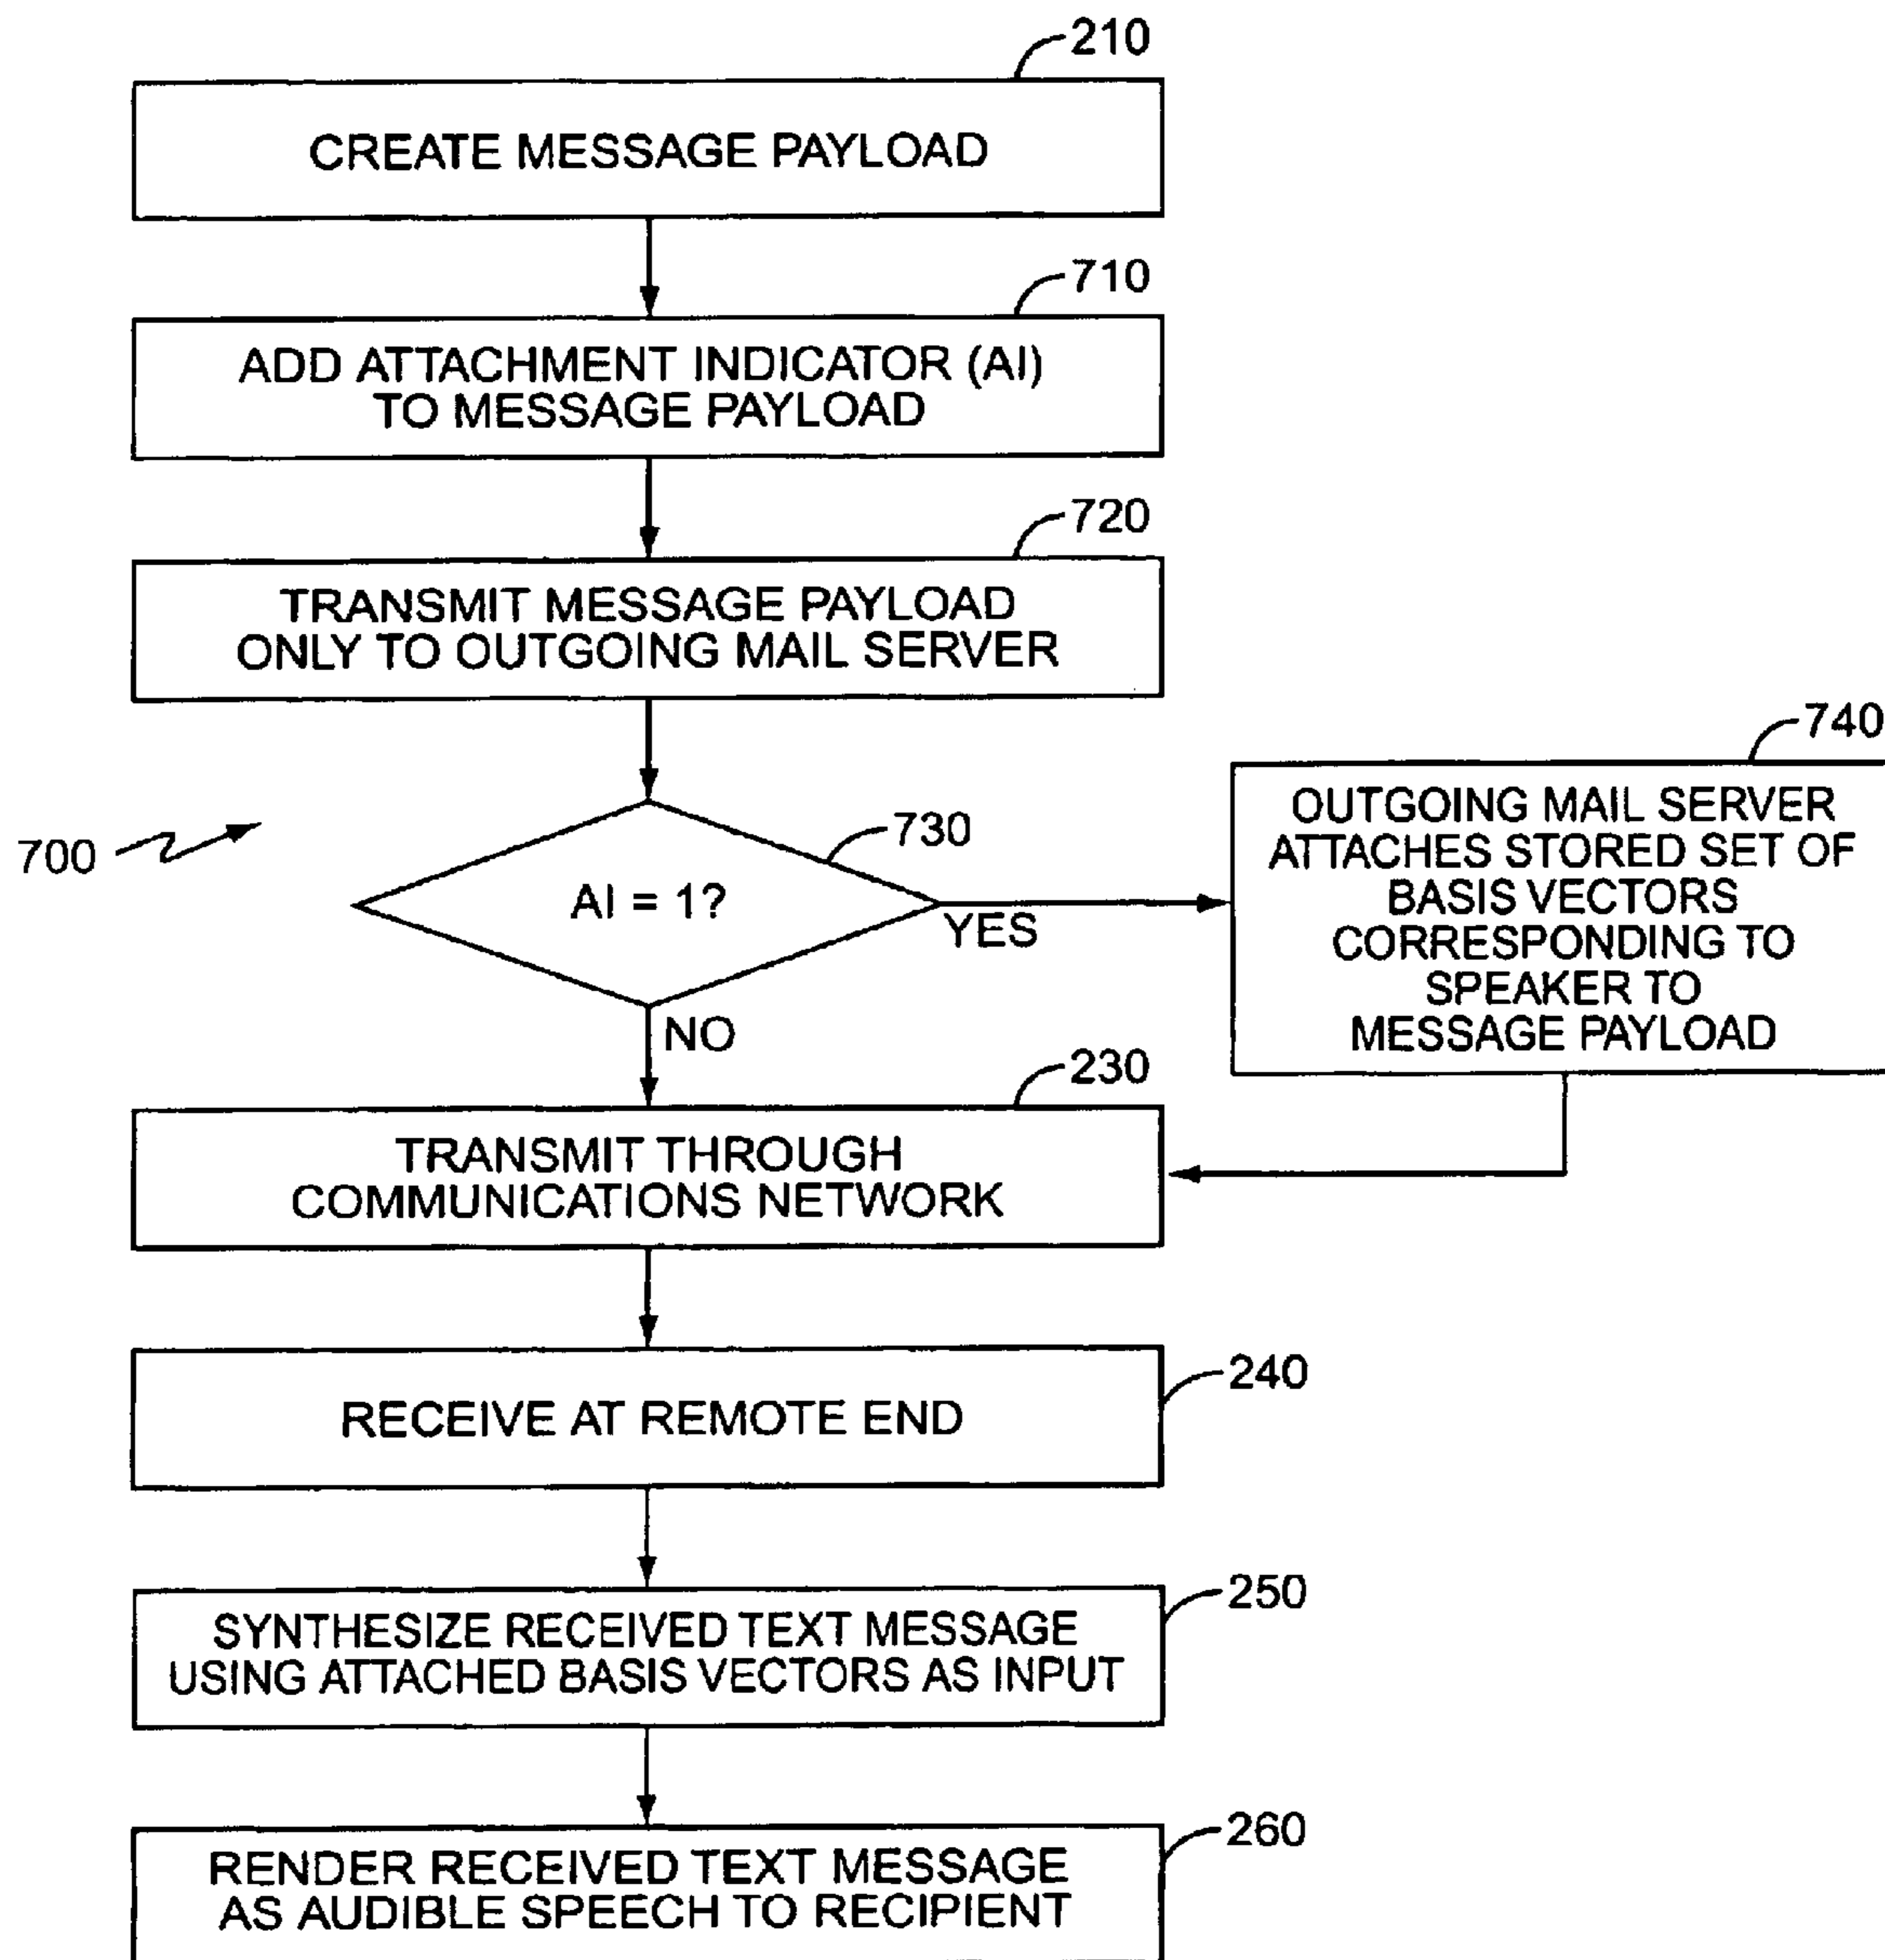 210
CREATE MESSAGE PAYLOAD
710
ADD ATTACHMENT INDICATOR (AI)
TO MESSAGE PAYLOAD
720
TRANSMIT MESSAGE PAYLOAD
ONLY TO OUTGOING MAIL SERVER
740
OUTGOING MAIL SERVER
ATTACHES STORED SET OF
BASIS VECTORS
CORRESPONDING TO
SPEAKER TO
MESSAGE PAYLOAD
700
730
AI = 1?
YES
NO
230
TRANSMIT THROUGH
COMMUNICATIONS NETWORK
240
RECEIVE AT REMOTE END
250
SYNTHESIZE RECEIVED TEXT MESSAGE
USING ATTACHED BASIS VECTORS AS INPUT
260
RENDER RECEIVED TEXT MESSAGE
AS AUDIBLE SPEECH TO RECIPIENT